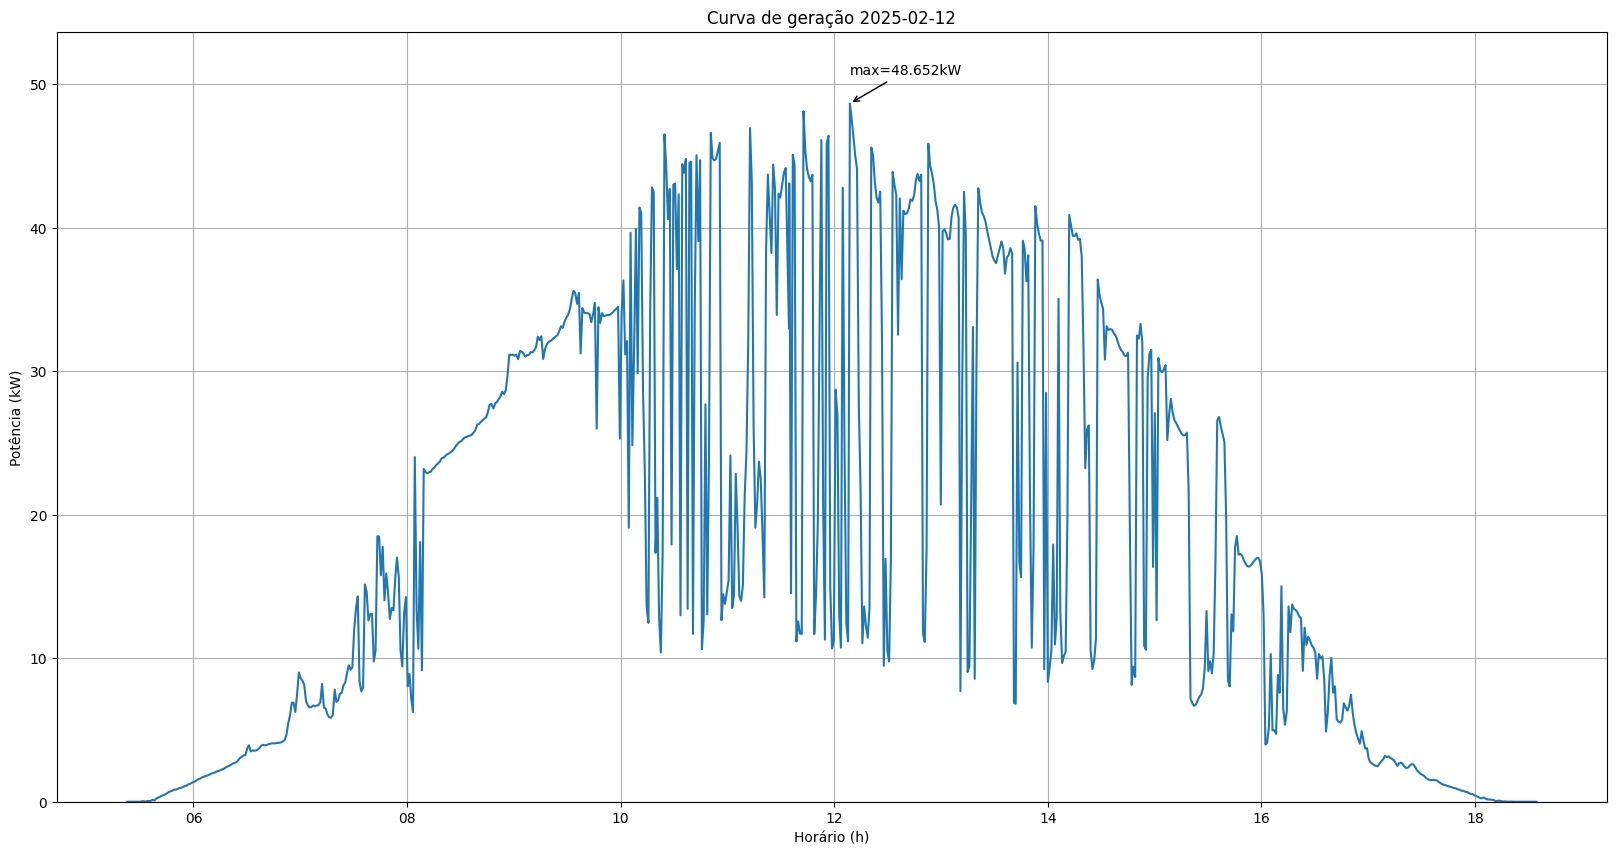 Curva de geração 2025-02-12
max=48.652kW
50
40
30
20
10
0
Potência (kW)
06 08 10 12 14 16 18
Horário (h)